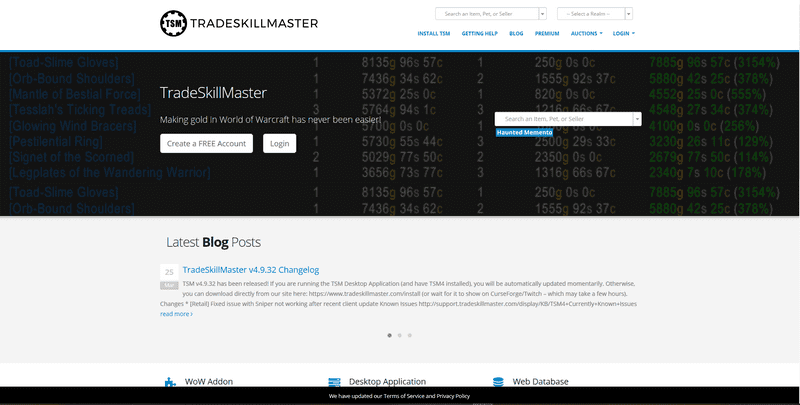 TSM TRADESKILLMASTER
Search an Item, Pet, or Seller
-- Select a Realm --
INSTALL TSM GETTING HELP BLOG PREMIUM AUCTIONS LOGIN
[Toad-Slime Gloves] 1 8135g 96s 57c 1 250g 0s 0c 7885g 96s 57c (3154%)
[Orb-Bound Shoulders] 2 7436g 34s 62c 2 1555g 92s 37c 5880g 42s 25c (378%)
[Mantle of Bestial Force] 1 5372g 25s 0c 1 820g 0s 0c 4552g 25s 0c (555%)
[Tesslah's Ticking Treads] 3 5764g 94s 1c 3 1216g 66s 67c 4548g 27s 34c (374%)
[Glowing Wind Bracers] 1 5700g 0s 0c 4100g 0s 0c (256%)
[Pestilential Ring] 1 5730g 55s 44c 3 2500g 29s 33c 3230g 26s 11c (129%)
[Signet of the Scorned] 2 5029g 77s 50c 2 2350g 0s 0c 2679g 77s 50c (114%)
[Legplates of the Wandering Warrior] 1 3656g 73s 77c 3 1316g 66s 67c 2340g 7s 10c (178%)
[Toad-Slime Gloves] 1 8135g 96s 57c 1 250g 0s 0c 7885g 96s 57c (3154%)
[Orb-Bound Shoulders] 2 7436g 34s 62c 2 1555g 92s 37c 5880g 42s 25c (378%)
TradeSkillMaster
Making gold in World of Warcraft has never been easier!
Create a FREE Account Login
Search an Item, Pet, or Seller
Haunted Memento
Latest Blog Posts
25
Nov
TradeSkillMaster v4.9.32 Changelog
TSM v4.9.32 has been released! If you are running the TSM Desktop Application (and have TSM4 installed), you will be automatically updated momentarily. Otherwise,
you can download directly from our site here: https://www.tradeskillmaster.com/install (or wait for it to show on CurseForge/Twitch – which may take a few hours).
Changes * [Retail] Fixed issue with Sniper not working after recent client update Known Issues http://support.tradeskillmaster.com/display/KB/TSM4+Currently+Known+Issues
read more
WoW Addon Desktop Application Web Database
We have updated our Terms of Service and Privacy Policy